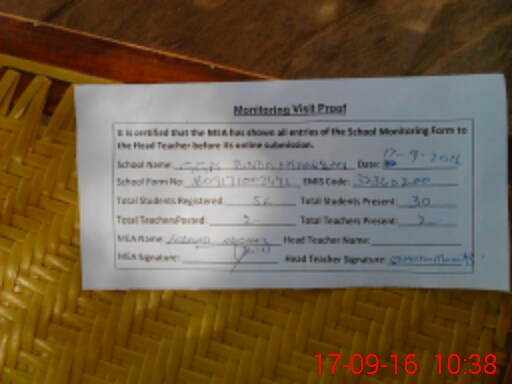 Monitoring Visit Proof
It is certified that the MEA has shown all entries of the School Monitoring Form to
the Head Teacher before its online submission.
School Name: Date: 17-9-2016
School Form No: EMIS Code:
Total Students Registered: 56 Total Students Present: 30
Total Teachers Posted: 2 Total Teachers Present: 2
MEA Name: Head Teacher Name:
MEA Signature: Head Teacher Signature:
17-09-16 10:38